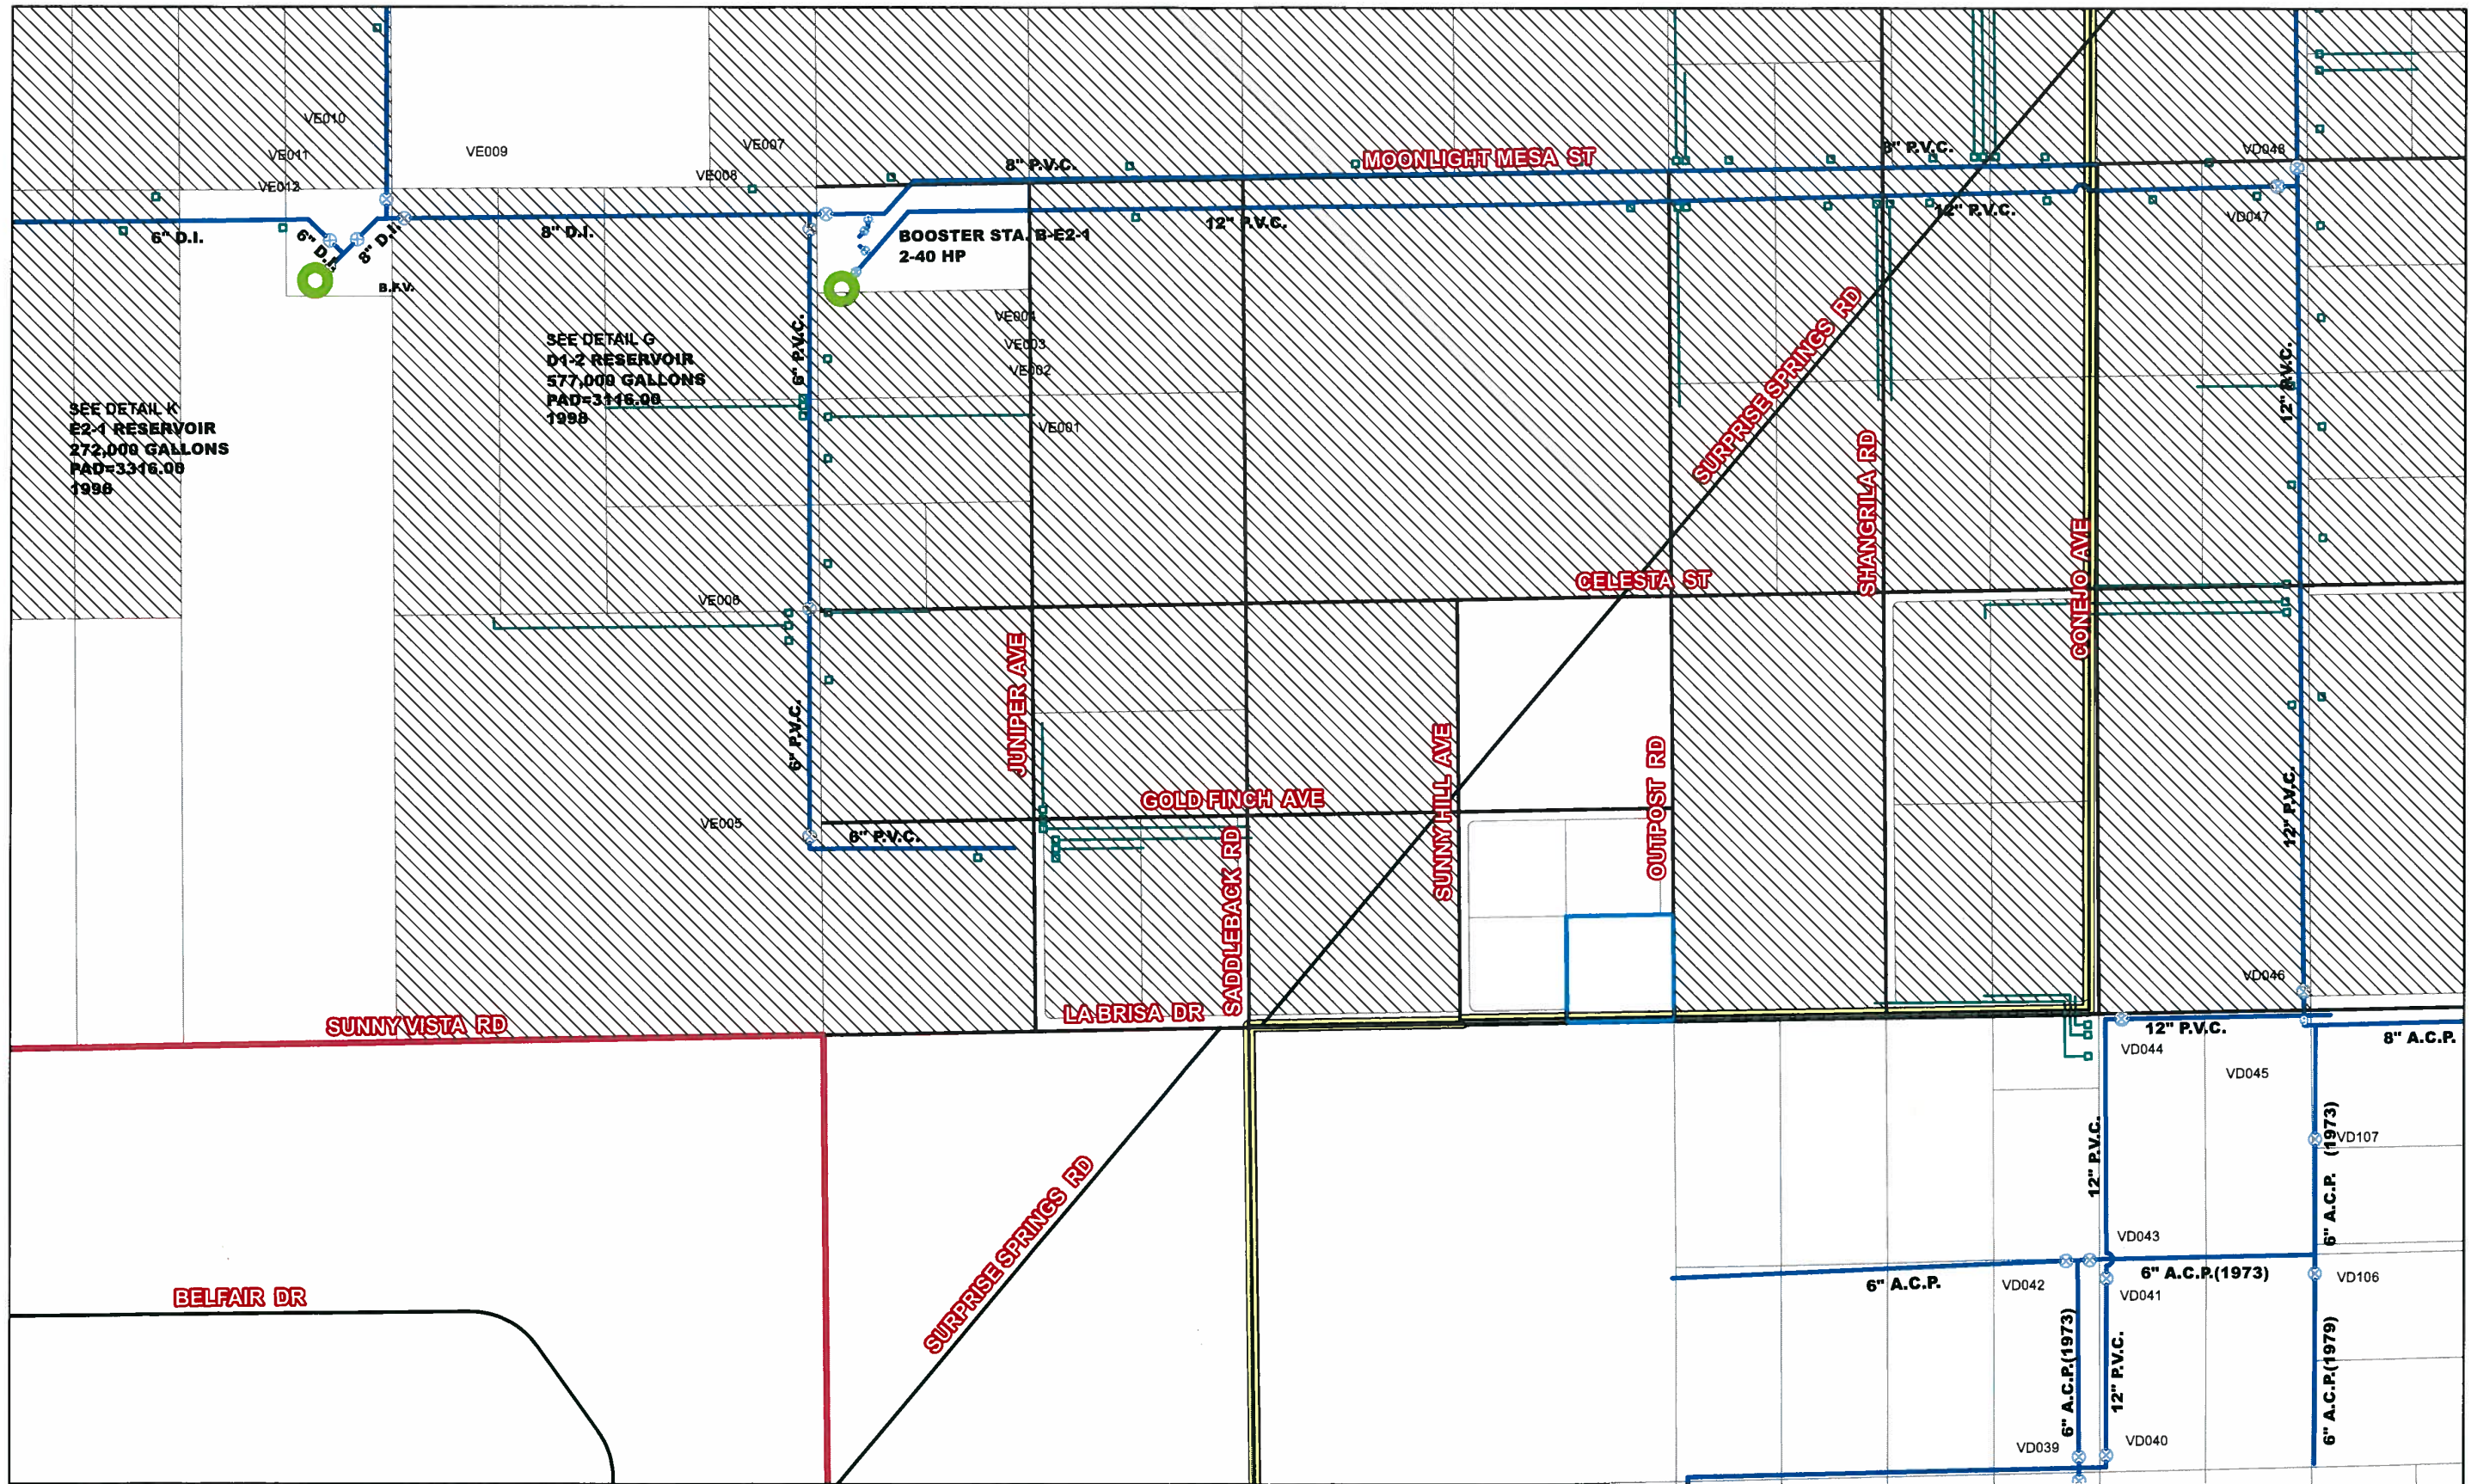 VE010
VE011
VE009
VE007
VE012
VE008
8" P.V.C.
MOONLIGHT MESA ST
8" P.V.C.
VD048
6" D.I.
6" D.I.
8" D.I.
8" D.I.
B.F.V.
BOOSTER STA. B-E2-1
2-40 HP
12" P.V.C.
12" P.V.C.
VD047
VE004
VE003
VE002
VE001
SEE DETAIL G
D1-2 RESERVOIR
577,000 GALLONS
PAD=3116.00
1998
SEE DETAIL K
E2-1 RESERVOIR
272,000 GALLONS
PAD=3316.00
1996
6" P.V.C.
SURPRISE SPRINGS RD
SHANGRILA RD
12" P.V.C.
CONEJO AVE
CELESTA ST
VE006
JUNIPER AVE
6" P.V.C.
SUNNY HILL AVE
OUTPOST RD
GOLD FINCH AVE
12" P.V.C.
VE005
6" P.V.C.
SADDLEBACK RD
VD046
LA BRISA DR
SUNNY VISTA RD
12" P.V.C.
8" A.C.P.
VD044
VD045
12" P.V.C.
6" A.C.P. (1973)
VD107
SURPRISE SPRINGS RD
VD043
6" A.C.P.
VD042
6" A.C.P.(1973)
VD106
VD041
BELFAIR DR
6" A.C.P.(1973)
12" P.V.C.
6" A.C.P.(1979)
VD039
VD040